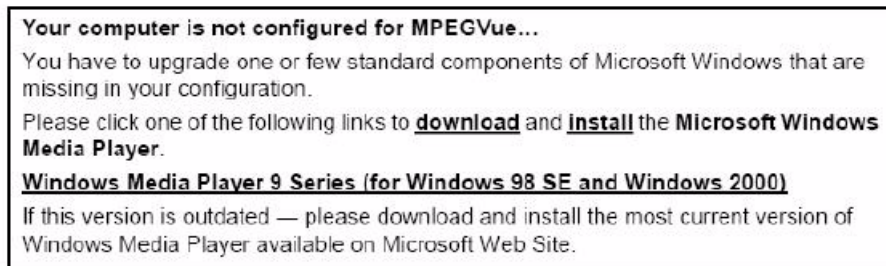 Your computer is not configured for MPEGVue...
You have to upgrade one or few standard components of Microsoft Windows that are
missing in your configuration.
Please click one of the following links to download and install the Microsoft Windows
Media Player.
Windows Media Player 9 Series (for Windows 98 SE and Windows 2000)
If this version is outdated — please download and install the most current version of
Windows Media Player available on Microsoft Web Site.